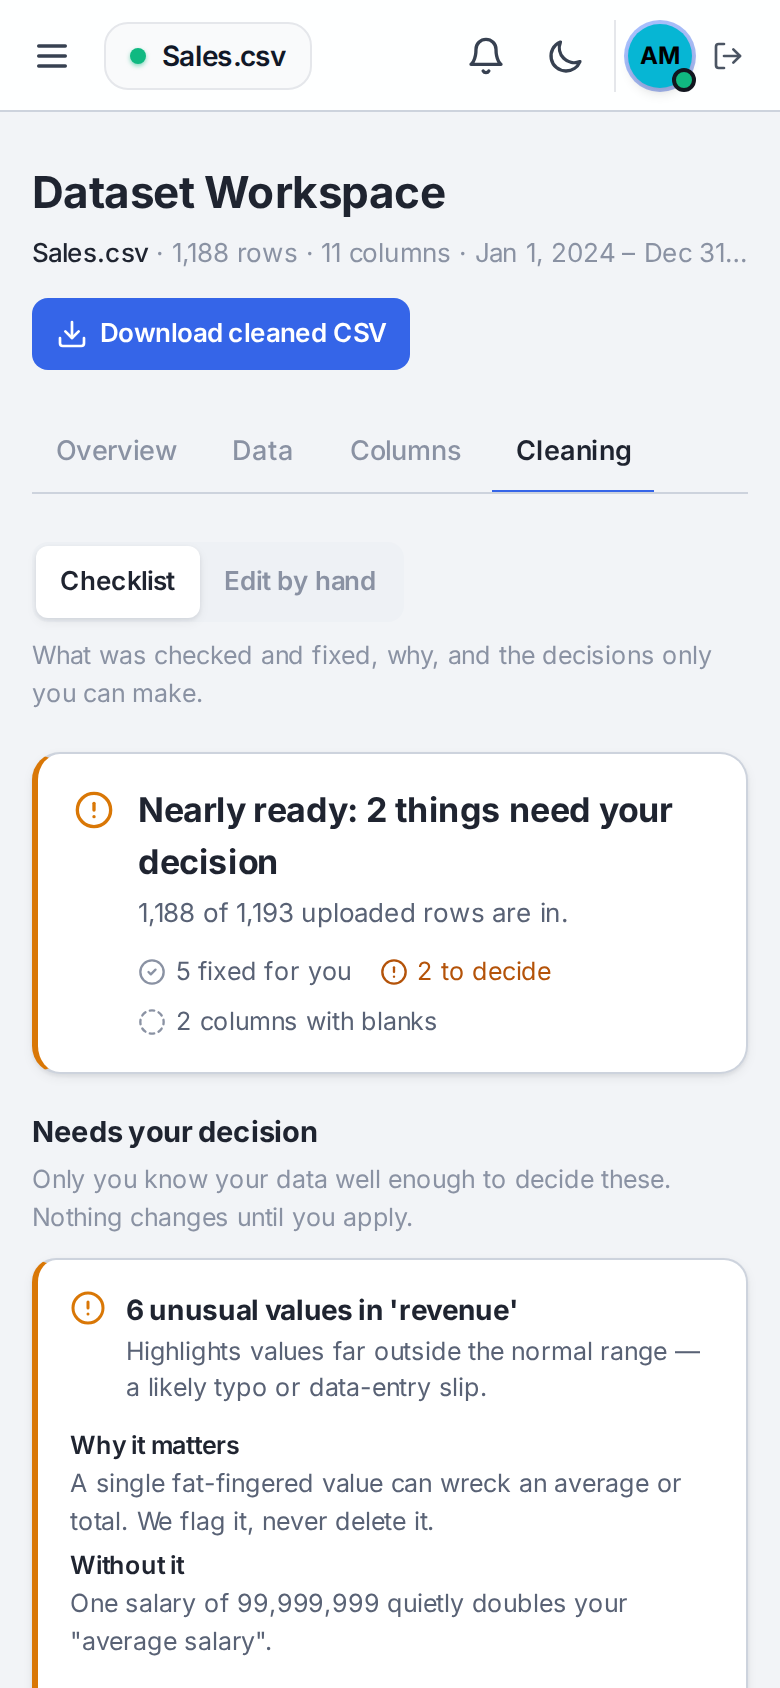 Sales.csv
AM
Dataset Workspace
Sales.csv · 1,188 rows · 11 columns · Jan 1, 2024 – Dec 31...
Download cleaned CSV
Overview Data Columns Cleaning
Checklist Edit by hand
What was checked and fixed, why, and the decisions only
you can make.
Nearly ready: 2 things need your
decision
1,188 of 1,193 uploaded rows are in.
5 fixed for you 2 to decide
2 columns with blanks
Needs your decision
Only you know your data well enough to decide these.
Nothing changes until you apply.
6 unusual values in 'revenue'
Highlights values far outside the normal range —
a likely typo or data-entry slip.
Why it matters
A single fat-fingered value can wreck an average or
total. We flag it, never delete it.
Without it
One salary of 99,999,999 quietly doubles your
"average salary".